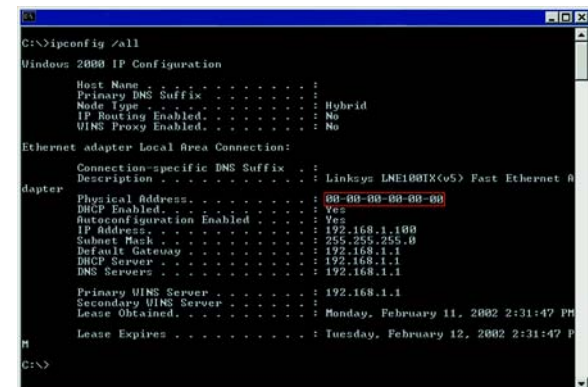 C:\>ipconfig /all
Windows 2000 IP Configuration
Host Name . . . . . . . . . . . . :
Primary DNS Suffix . . . . . . . :
Node Type . . . . . . . . . . . . : Hybrid
IP Routing Enabled. . . . . . . . : No
WINS Proxy Enabled. . . . . . . . : No
Ethernet adapter Local Area Connection:
Connection-specific DNS Suffix . :
Description . . . . . . . . . . . : Linksys LNE100TX(v5) Fast Ethernet A
dapter
Physical Address. . . . . . . . . : 00-00-00-00-00-00
DHCP Enabled. . . . . . . . . . . : Yes
Autoconfiguration Enabled . . . . : Yes
IP Address. . . . . . . . . . . . : 192.168.1.100
Subnet Mask . . . . . . . . . . . : 255.255.255.0
Default Gateway . . . . . . . . . : 192.168.1.1
DHCP Server . . . . . . . . . . . : 192.168.1.1
DNS Servers . . . . . . . . . . . : 192.168.1.1
Primary WINS Server . . . . . . . : 192.168.1.1
Secondary WINS Server . . . . . . :
Lease Obtained. . . . . . . . . . : Monday, February 11, 2002 2:31:47 PM
Lease Expires . . . . . . . . . . : Tuesday, February 12, 2002 2:31:47 P
M
C:\>